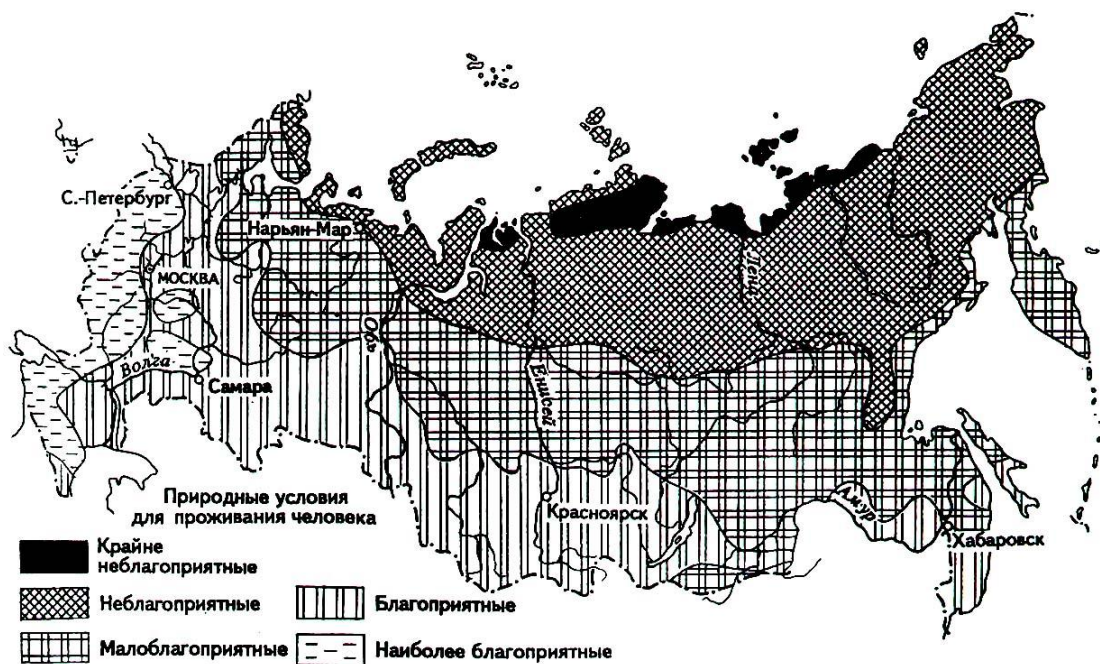 С.-Петербург
Нарьян-Мар
МОСКВА
Волга
Самара
Обь
Енисей
Лена
Красноярск
Амур
Хабаровск
Природные условия
для проживания человека
Крайне
неблагоприятные
Неблагоприятные
Благоприятные
Малоблагоприятные
Наиболее благоприятные